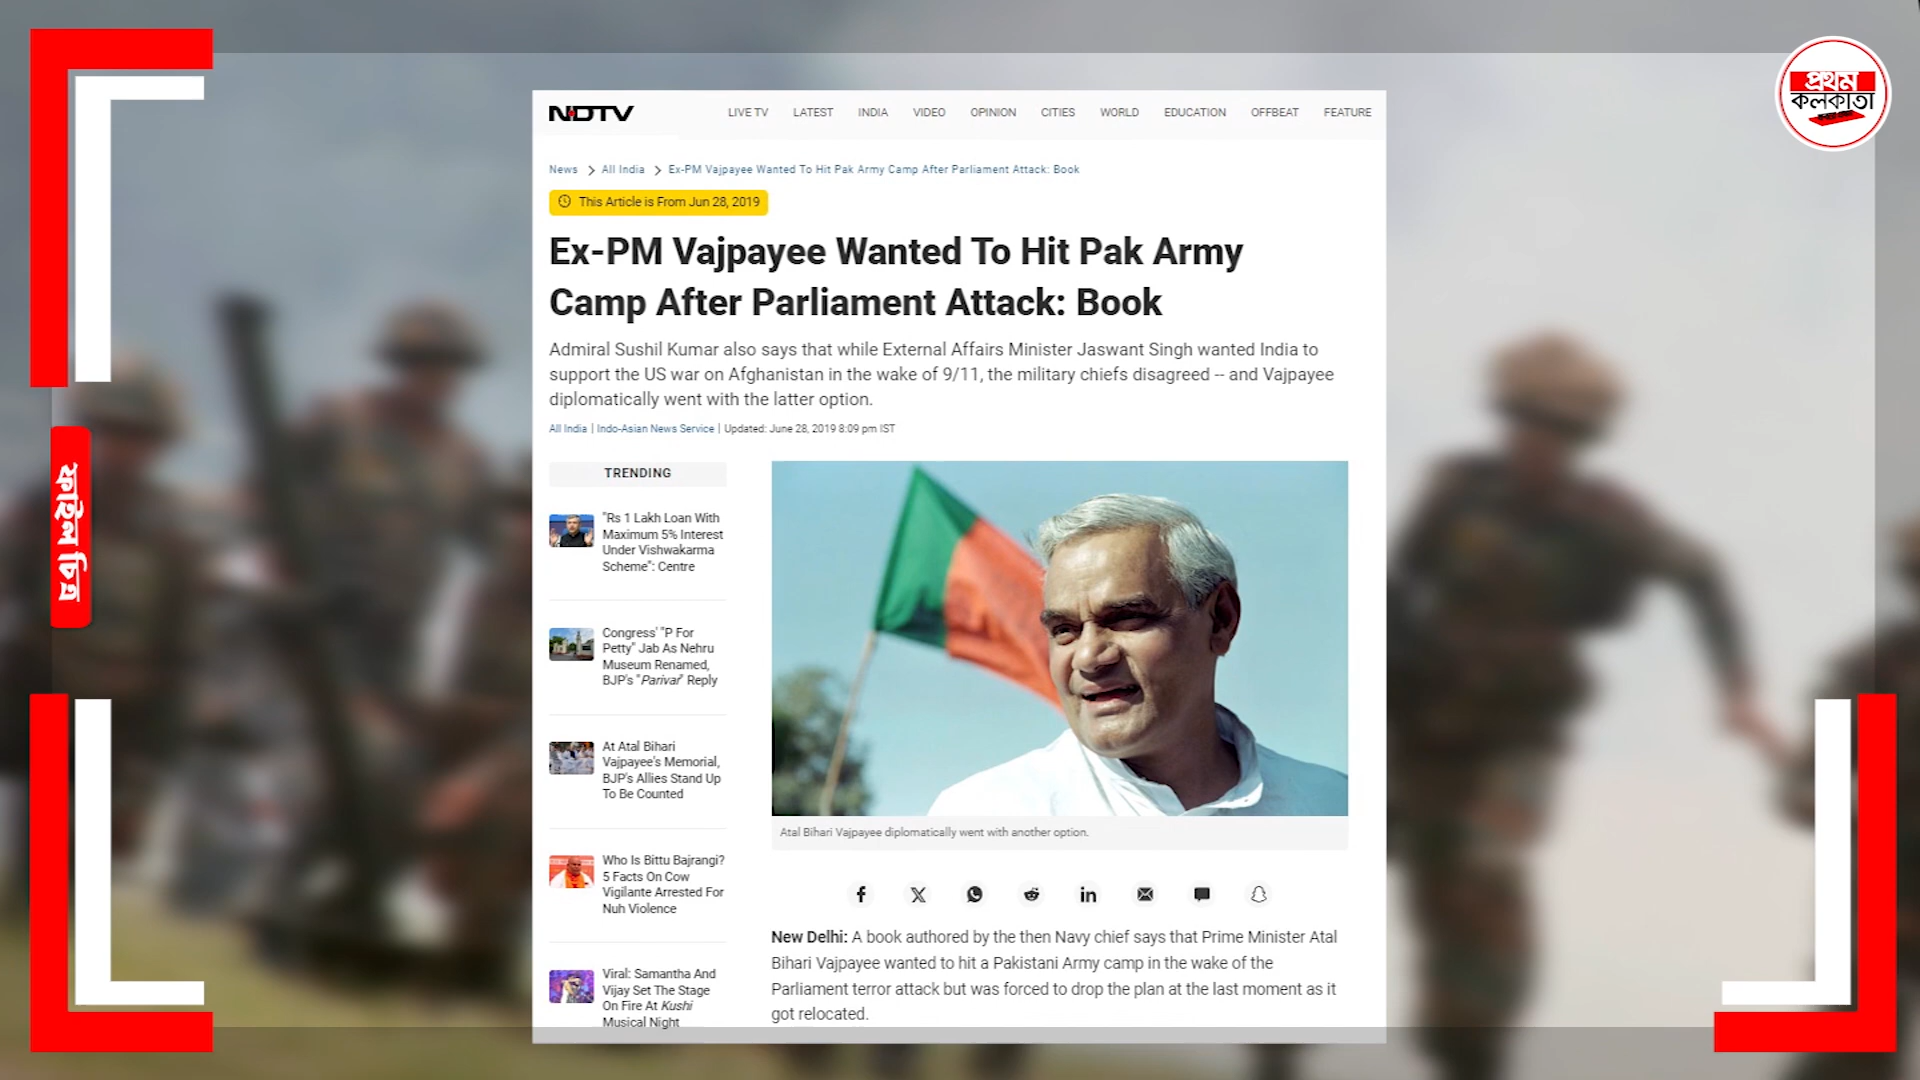 প্রথম
কলকাতা
ফাইল চিত্র
NDTV
LIVE TV LATEST INDIA VIDEO OPINION CITIES WORLD EDUCATION OFFBEAT FEATURE
News > All India > Ex-PM Vajpayee Wanted To Hit Pak Army Camp After Parliament Attack: Book
This Article is From Jun 28, 2019
Ex-PM Vajpayee Wanted To Hit Pak Army
Camp After Parliament Attack: Book
Admiral Sushil Kumar also says that while External Affairs Minister Jaswant Singh wanted India to
support the US war on Afghanistan in the wake of 9/11, the military chiefs disagreed -- and Vajpayee
diplomatically went with the latter option.
All India | Indo-Asian News Service | Updated: June 28, 2019 8:09 pm IST
TRENDING
"Rs 1 Lakh Loan With
Maximum 5% Interest
Under Vishwakarma
Scheme": Centre
Congress' "P For
Petty" Jab As Nehru
Museum Renamed,
BJP's "Parivar" Reply
At Atal Bihari
Vajpayee's Memorial,
BJP's Allies Stand Up
To Be Counted
Who Is Bittu Bajrangi?
5 Facts On Cow
Vigilante Arrested For
Nuh Violence
Viral: Samantha And
Vijay Set The Stage
On Fire At Kushi
Musical Night
Atal Bihari Vajpayee diplomatically went with another option.
New Delhi: A book authored by the then Navy chief says that Prime Minister Atal
Bihari Vajpayee wanted to hit a Pakistani Army camp in the wake of the
Parliament terror attack but was forced to drop the plan at the last moment as it
got relocated.